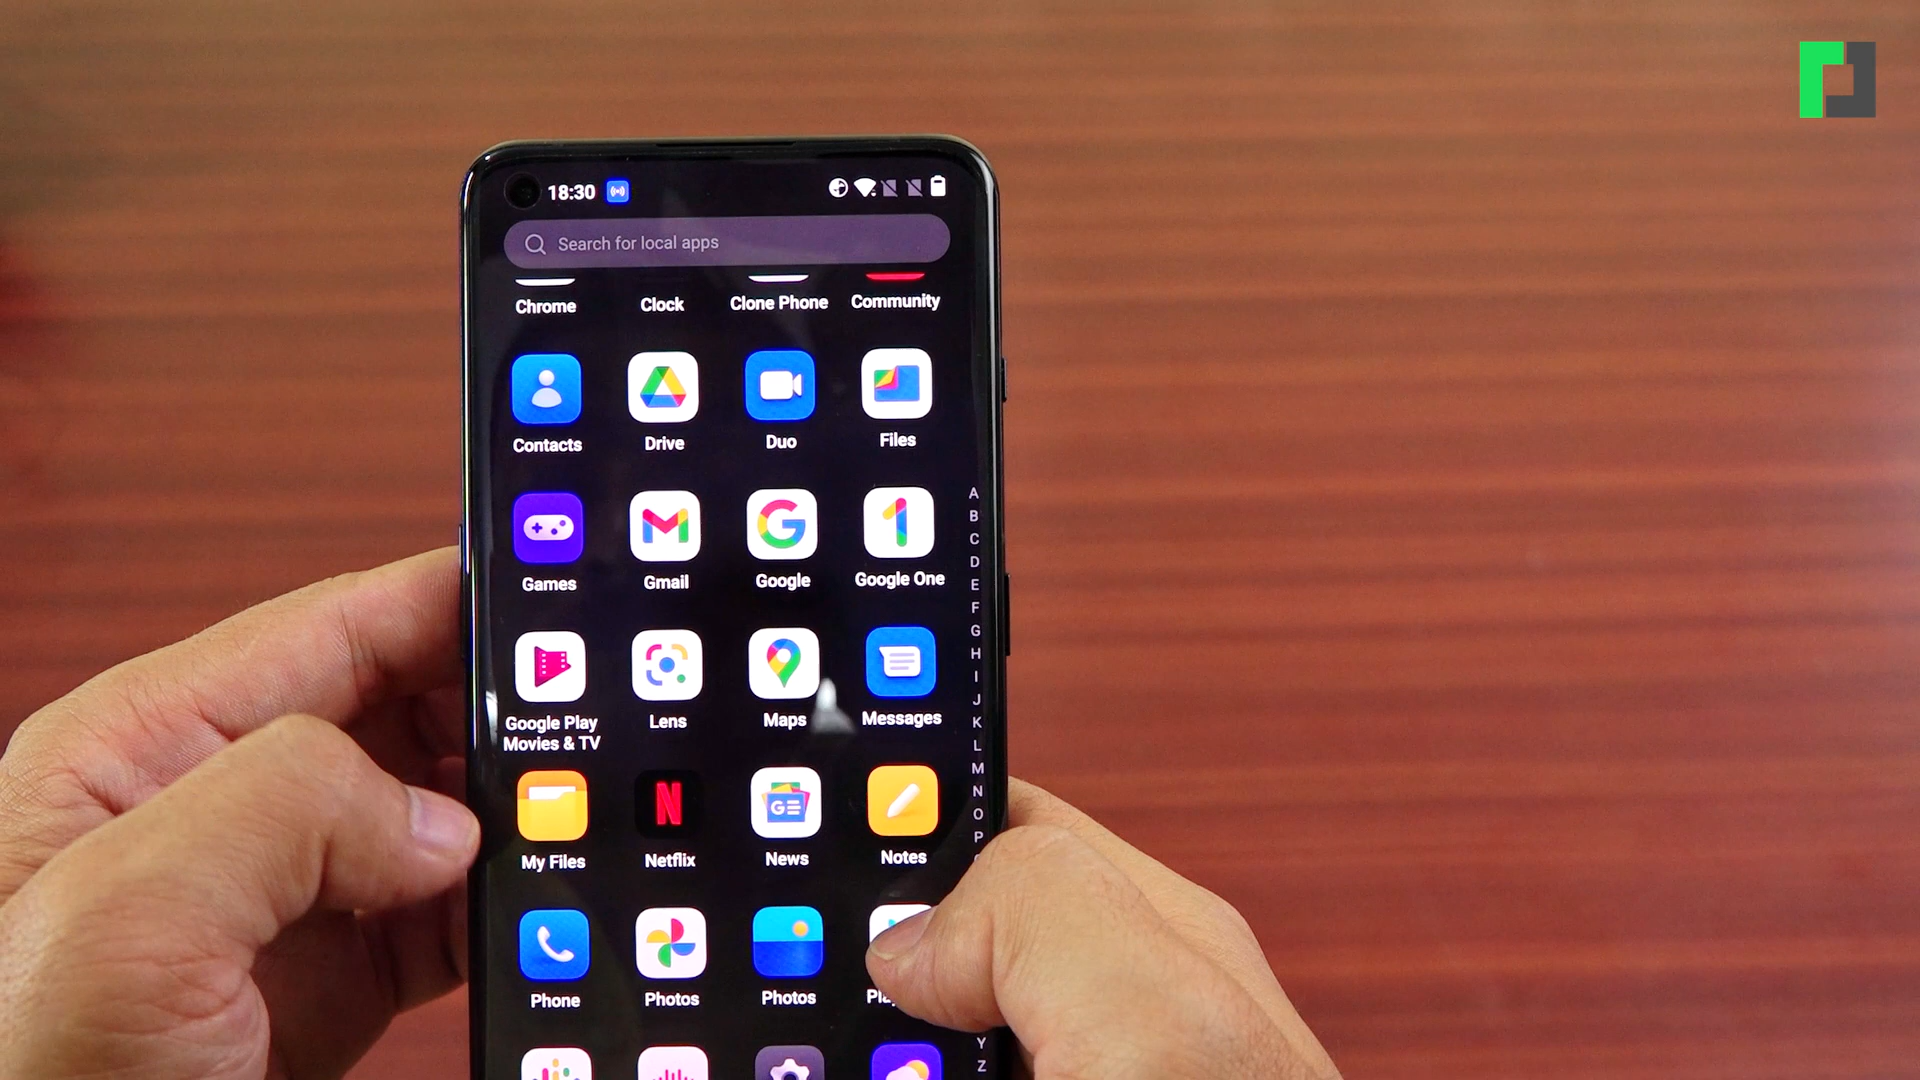 18:30
Search for local apps
Chrome Clock Clone Phone Community
Contacts Drive Duo Files
Games Gmail Google Google One
Google Play
Movies & TV
Lens Maps Messages
My Files Netflix News Notes
Phone Photos Photos
A
B
C
D
E
F
G
H
I
J
K
L
M
N
O
P
Y
Z